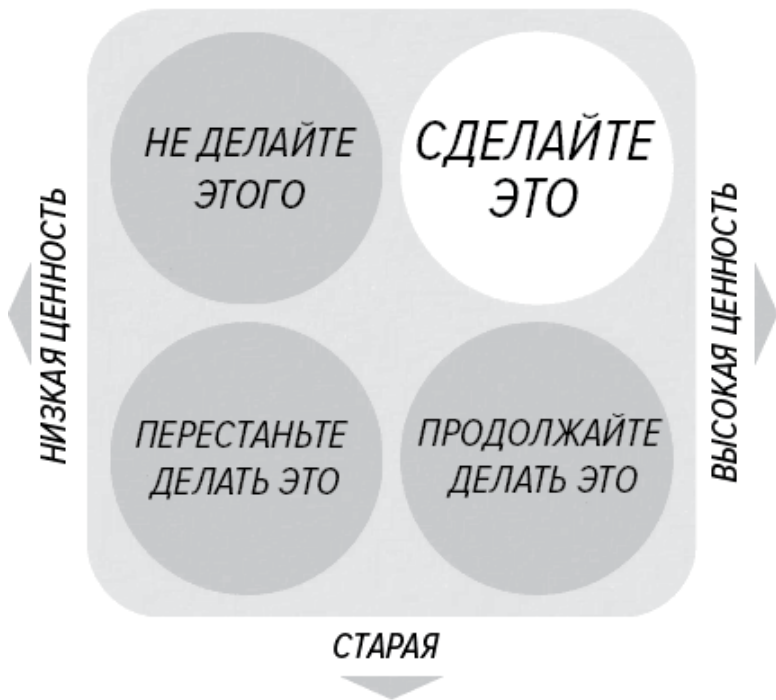 НЕ ДЕЛАЙТЕ
ЭТОГО
СДЕЛАЙТЕ
ЭТО
НИЗКАЯ ЦЕННОСТЬ
ВЫСОКАЯ ЦЕННОСТЬ
ПЕРЕСТАНЬТЕ
ДЕЛАТЬ ЭТО
ПРОДОЛЖАЙТЕ
ДЕЛАТЬ ЭТО
СТАРАЯ